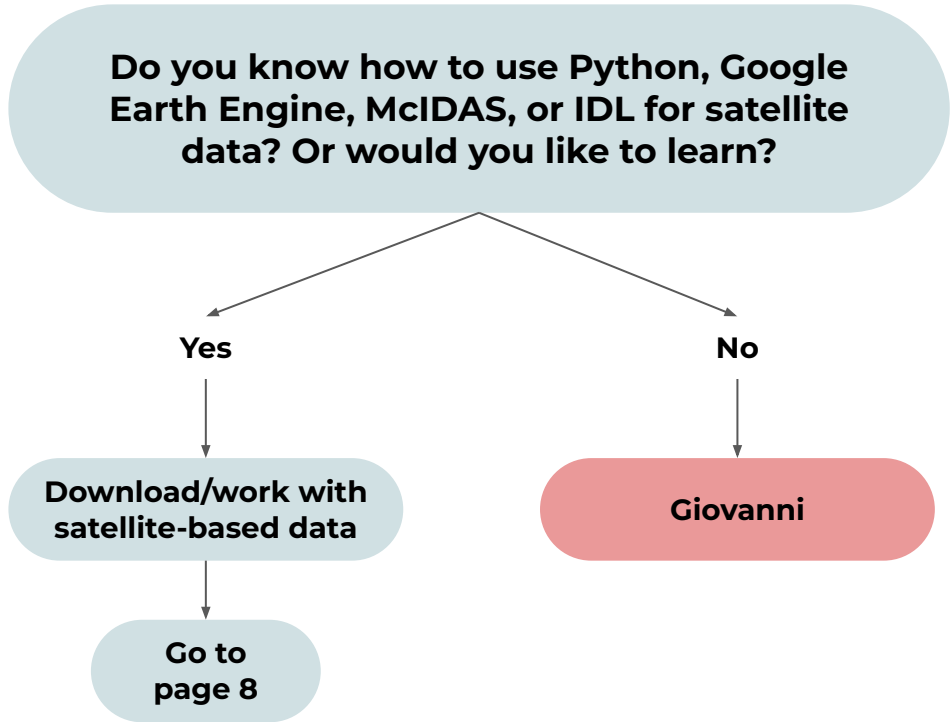 Do you know how to use Python, Google
Earth Engine, McIDAS, or IDL for satellite
data? Or would you like to learn?
Yes
No
Download/work with
satellite-based data
Giovanni
Go to
page 8